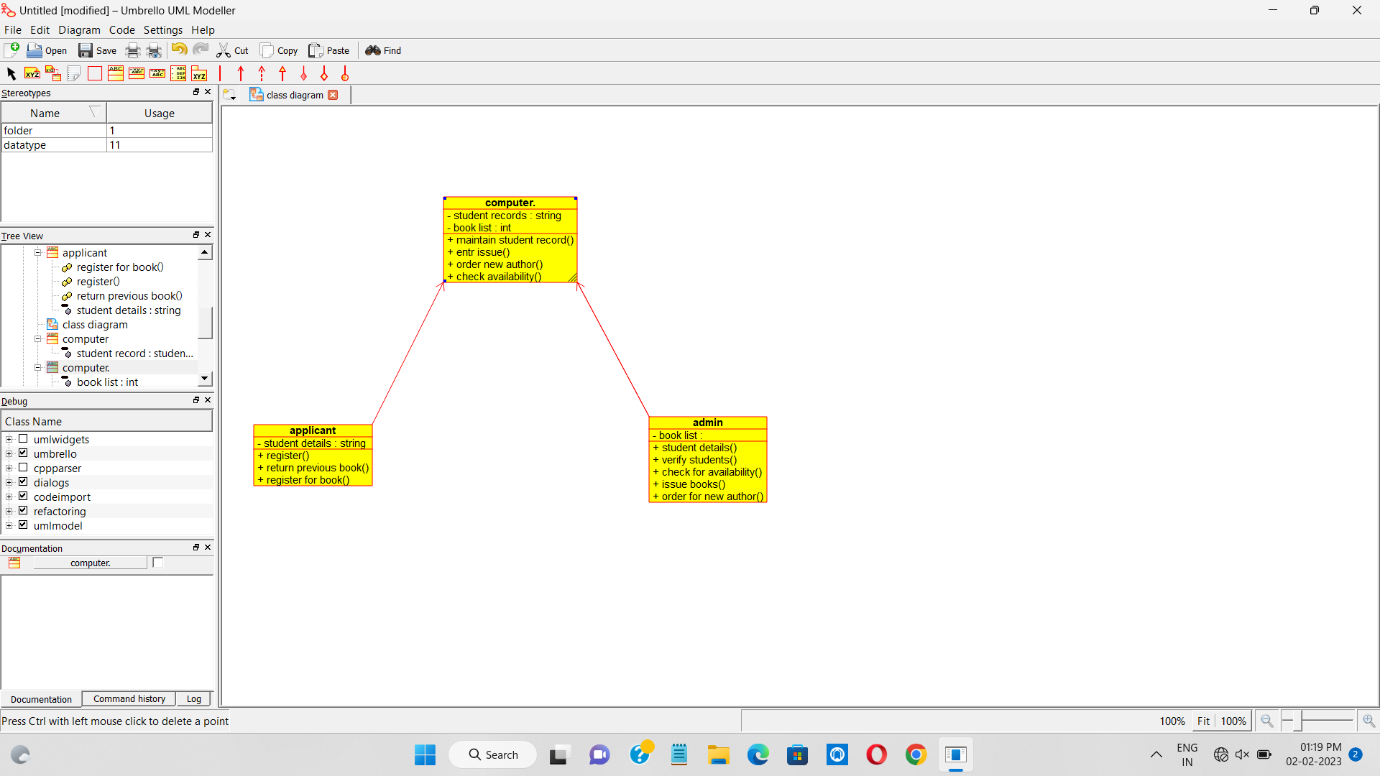 Untitled [modified] – Umbrello UML Modeller
File Edit Diagram Code Settings Help
Open Save Cut Copy Paste Find
XYZ ABC ABC ABC XYZ
Stereotypes
class diagram
Name Usage
folder 1
datatype 11
Tree View
applicant
register for book()
register()
return previous book()
student details : string
class diagram
computer
student record : studen...
computer.
book list : int
Debug
Class Name
umlwidgets
umbrello
cppparser
dialogs
codeimport
refactoring
umlmodel
Documentation
computer.
Documentation Command history Log
computer.
- student records : string
- book list : int
+ maintain student record()
+ entr issue()
+ order new author()
+ check availability()
applicant
- student details : string
+ register()
+ return previous book()
+ register for book()
admin
- book list :
+ student details()
+ verify students()
+ check for availability()
+ issue books()
+ order for new author()
Press Ctrl with left mouse click to delete a point
100% Fit 100%
Search
ENG
IN
01:19 PM
02-02-2023
2